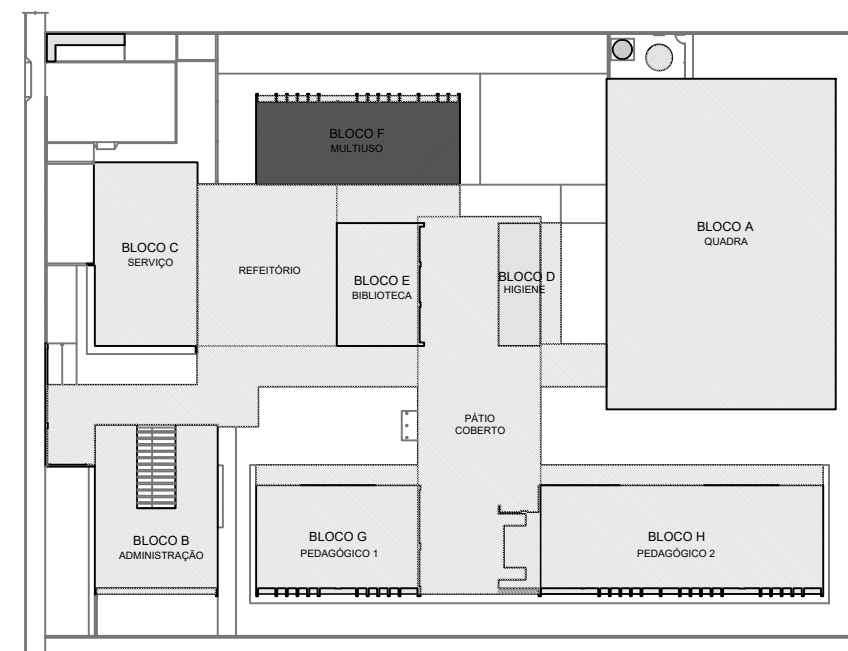 BLOCO F
MULTIUSO
BLOCO A
QUADRA
BLOCO C
SERVIÇO
REFEITÓRIO
BLOCO E
BIBLIOTECA
BLOCO D
HIGIENE
PÁTIO
COBERTO
BLOCO B
ADMINISTRAÇÃO
BLOCO G
PEDAGÓGICO 1
BLOCO H
PEDAGÓGICO 2